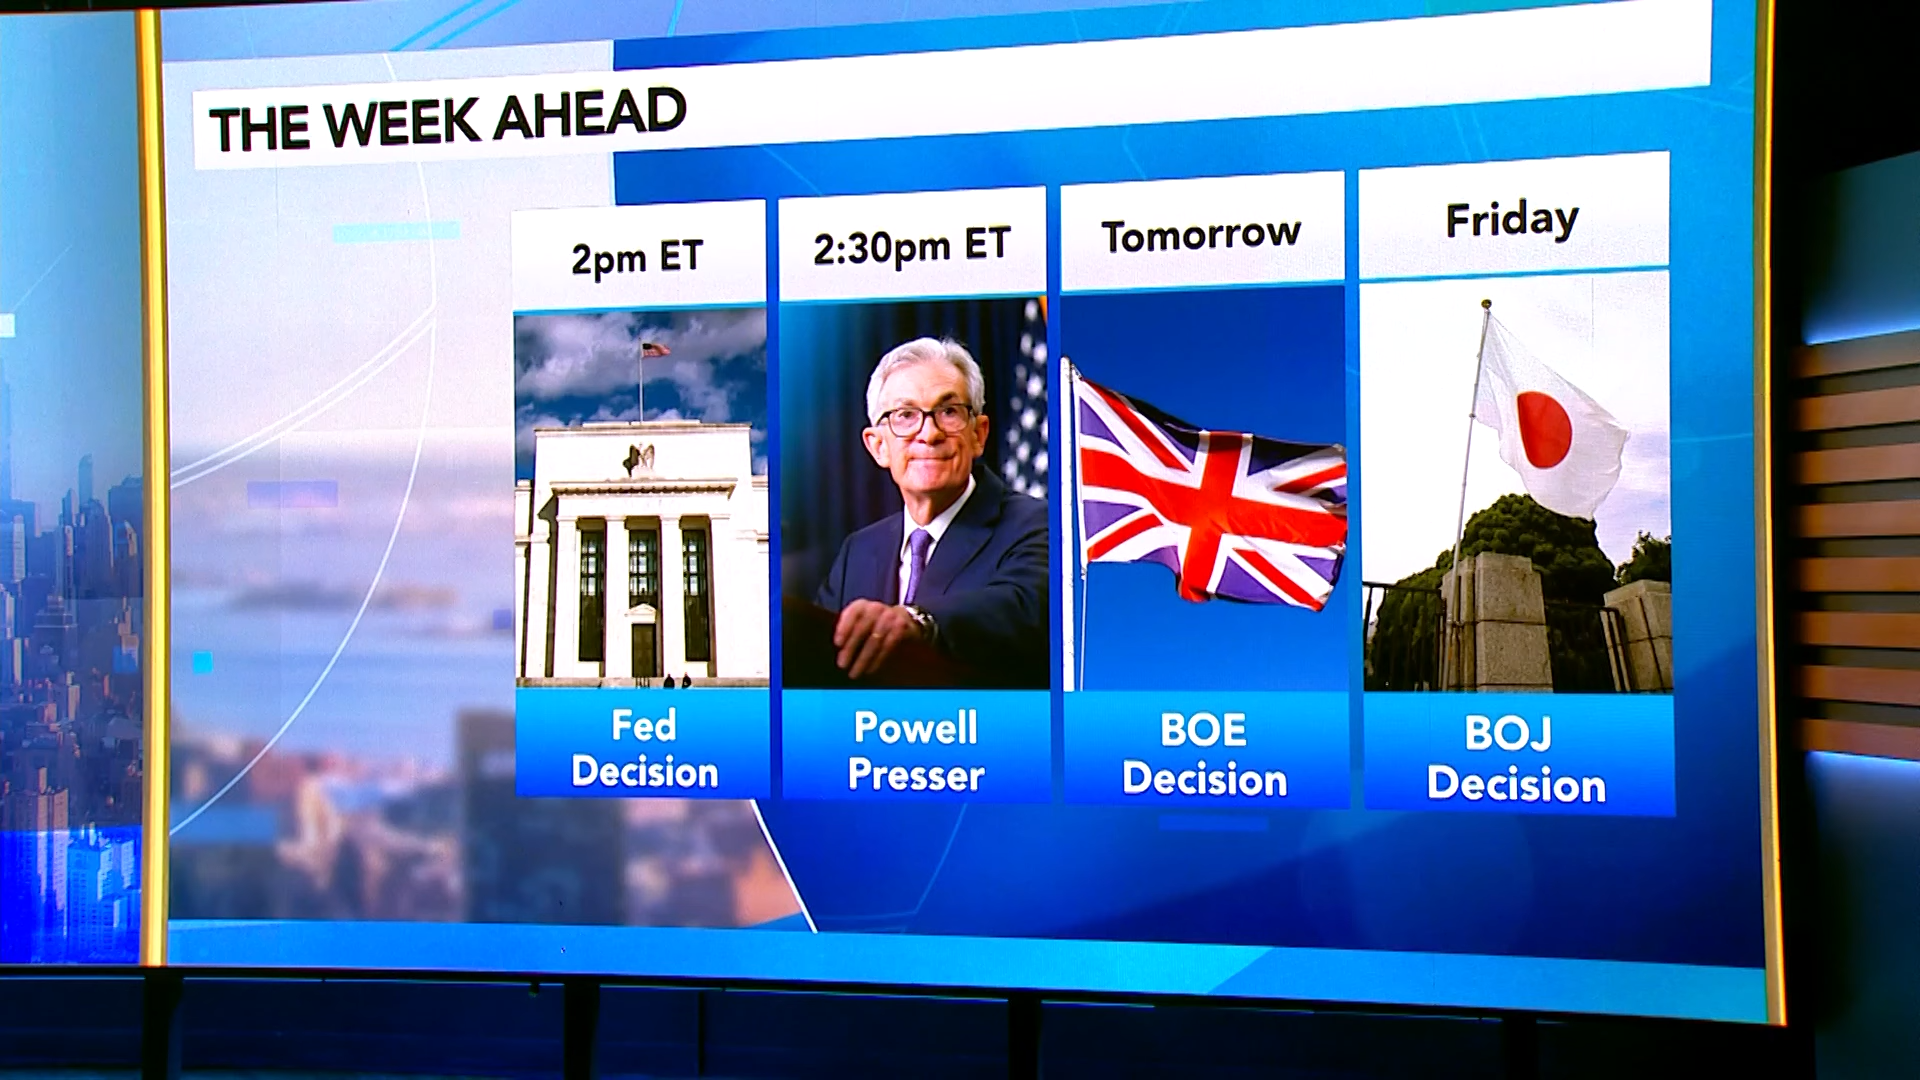 THE WEEK AHEAD
2pm ET
Fed
Decision
2:30pm ET
Powell
Presser
Tomorrow
BOE
Decision
Friday
BOJ
Decision